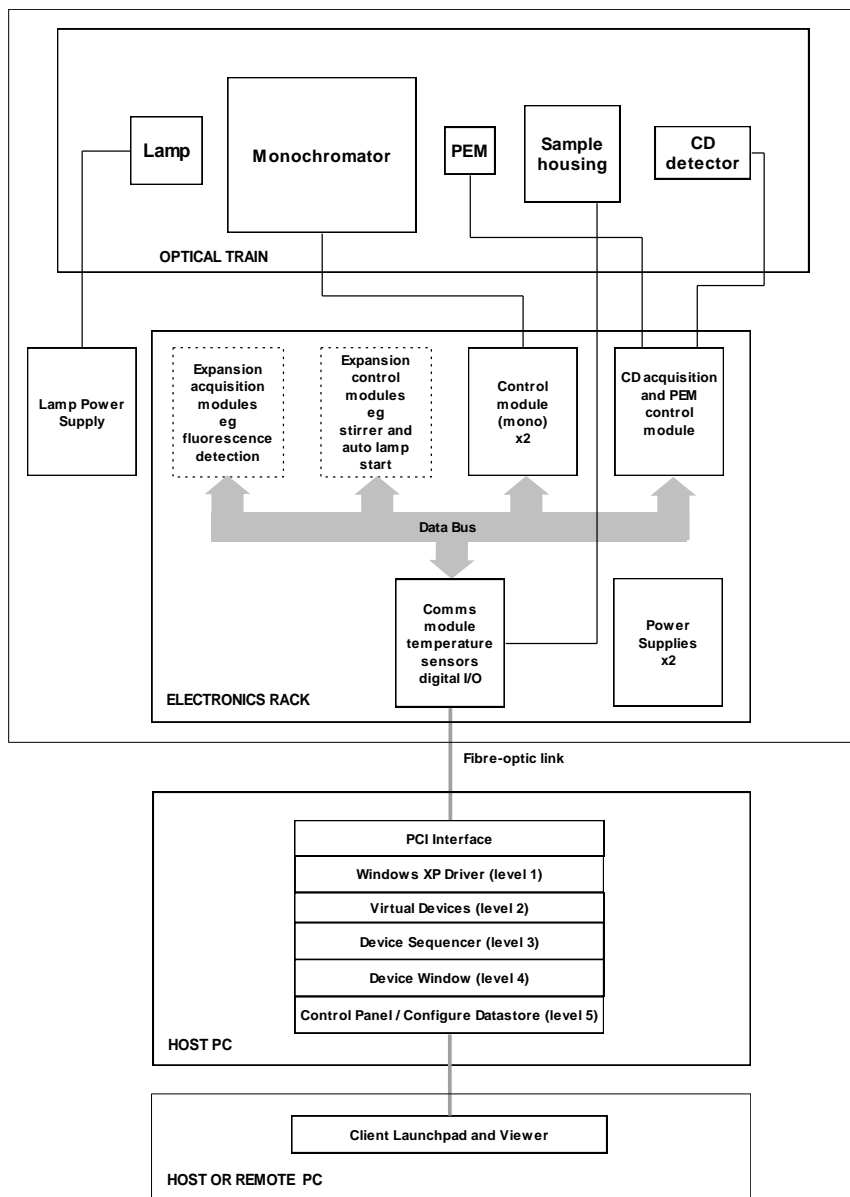 Lamp
Monochromator
PEM
Sample
housing
CD
detector
OPTICAL TRAIN
Lamp Power
Supply
Expansion
acquisition
modules
eg
fluorescence
detection
Expansion
control
modules
eg
stirrer and
auto lamp
start
Control
module
(mono)
x2
CD acquisition
and PEM
control
module
Data Bus
Comms
module
temperature
sensors
digital I/O
Power
Supplies
x2
ELECTRONICS RACK
Fibre-optic link
PCI Interface
Windows XP Driver (level 1)
Virtual Devices (level 2)
Device Sequencer (level 3)
Device Window (level 4)
Control Panel / Configure Datastore (level 5)
HOST PC
Client Launchpad and Viewer
HOST OR REMOTE PC